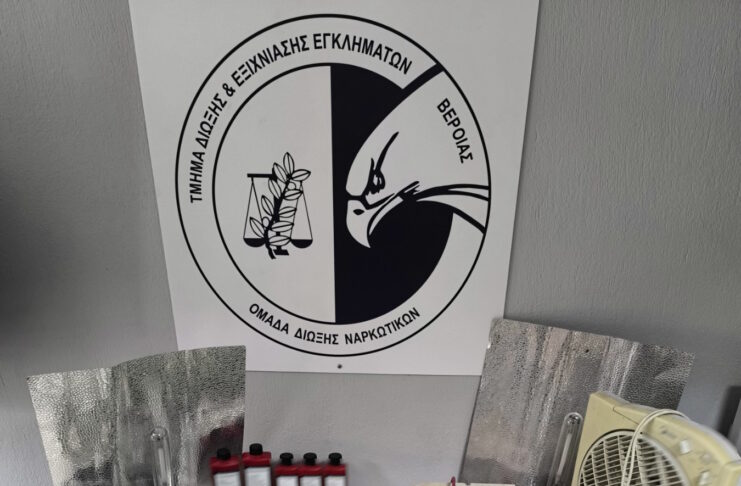 ΤΜΗΜΑ ΔΙΩΞΗΣ & ΕΞΙΧΝΙΑΣΗΣ ΕΓΚΛΗΜΑΤΩΝ
ΒΕΡΟΙΑΣ
ΟΜΑΔΑ ΔΙΩΞΗΣ ΝΑΡΚΩΤΙΚΩΝ